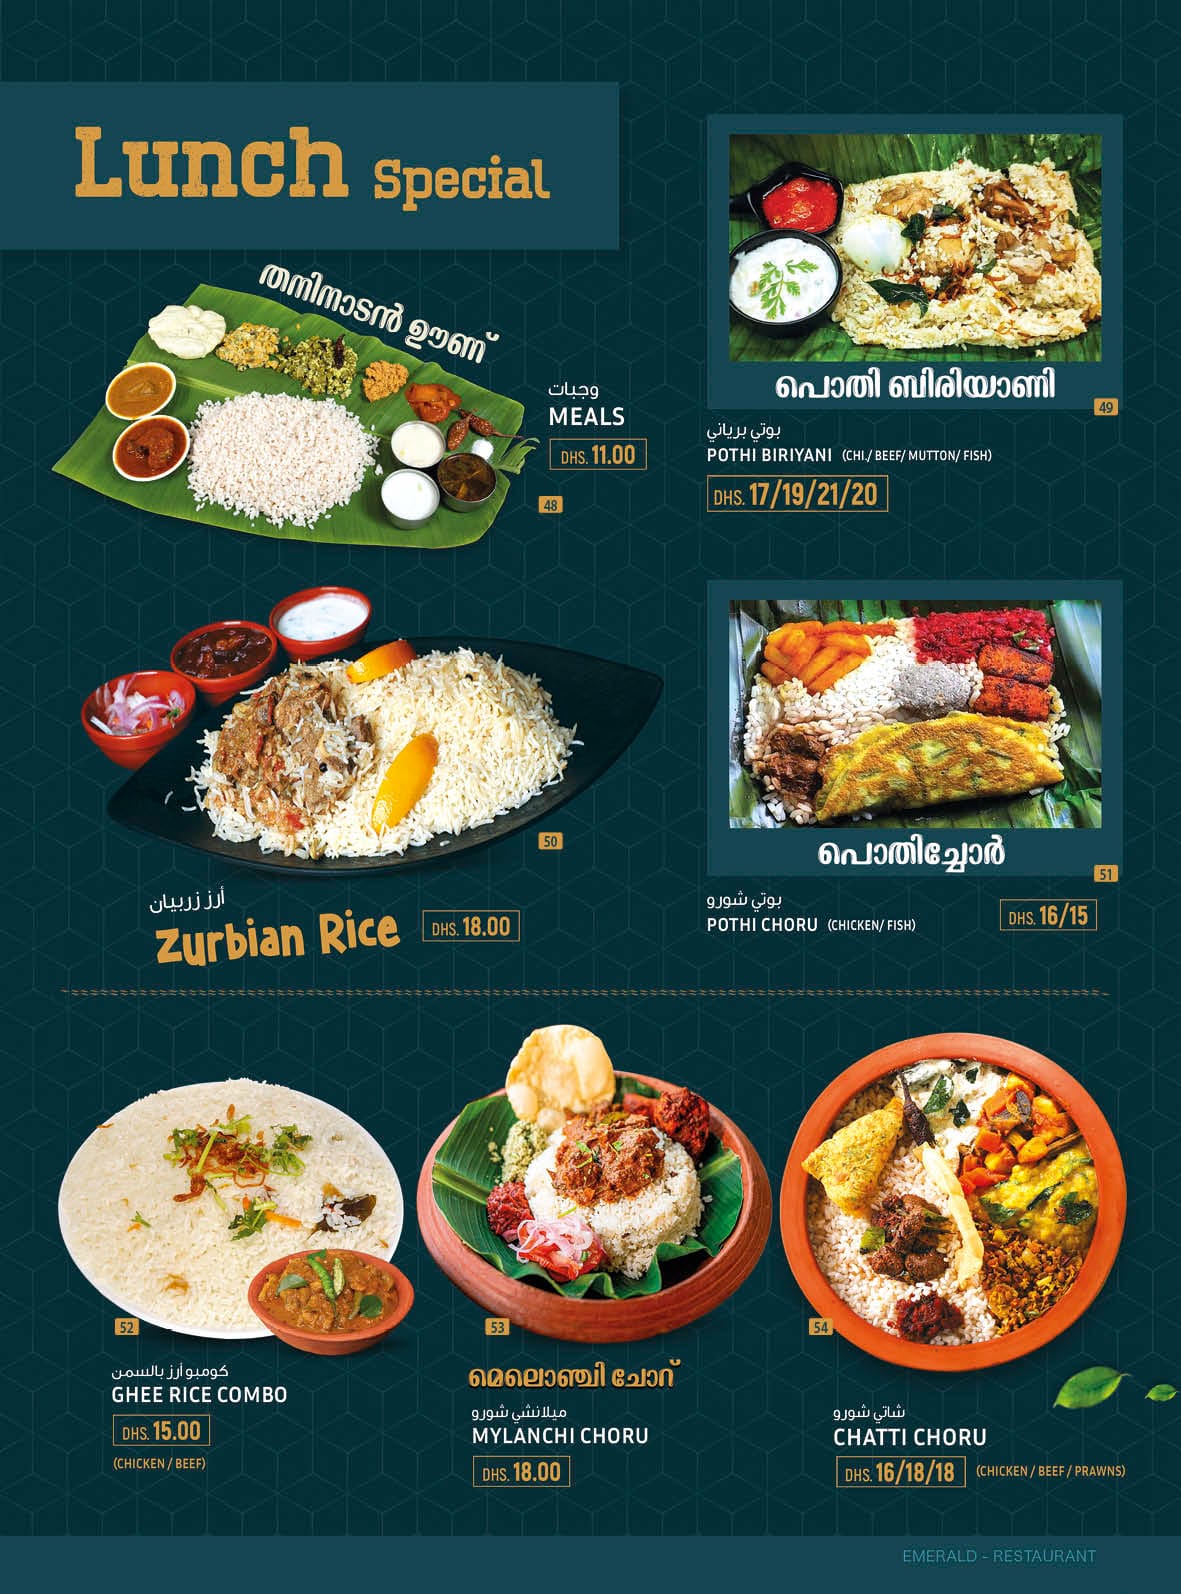 Lunch Special
തനിനാടൻ ഊണ്
وجبات
MEALS
DHS. 11.00
48
പൊതി ബിരിയാണി
49
بوتي برياني
POTHI BIRIYANI (CHI./ BEEF/ MUTTON/ FISH)
DHS. 17/19/21/20
50
أرز زربيان
Zurbian Rice
DHS. 18.00
പൊതിച്ചോർ
51
بوتي شورو
POTHI CHORU (CHICKEN/ FISH)
DHS. 16/15
52
كومبو أرز بالسمن
GHEE RICE COMBO
DHS. 15.00
(CHICKEN / BEEF)
53
മൈലാഞ്ചി ചോറ്
ميلانشي شورو
MYLANCHI CHORU
DHS. 18.00
54
شاتي شورو
CHATTI CHORU
DHS. 16/18/18 (CHICKEN / BEEF / PRAWNS)
EMERALD - RESTAURANT